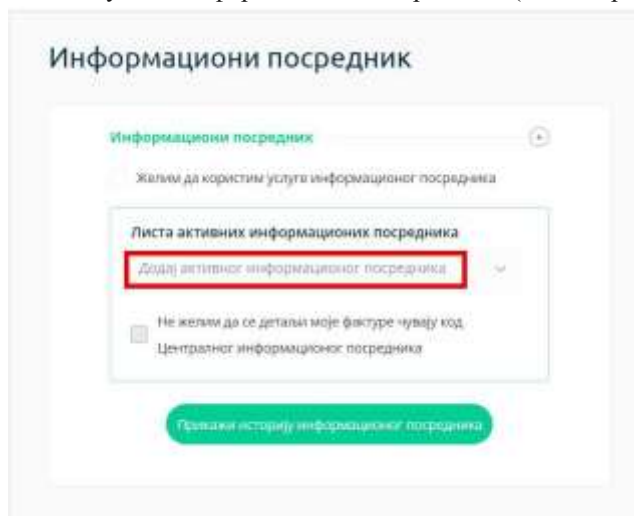 Информациони посредник
Информациони посредник
Желим да користим услуге информационог посредника
Листа активних информационих посредника
Додај активног информационог посредника
Не желим да се детаљи моје фактуре чувају код
Централног информационог посредника
Прикажи историју информационог посредника